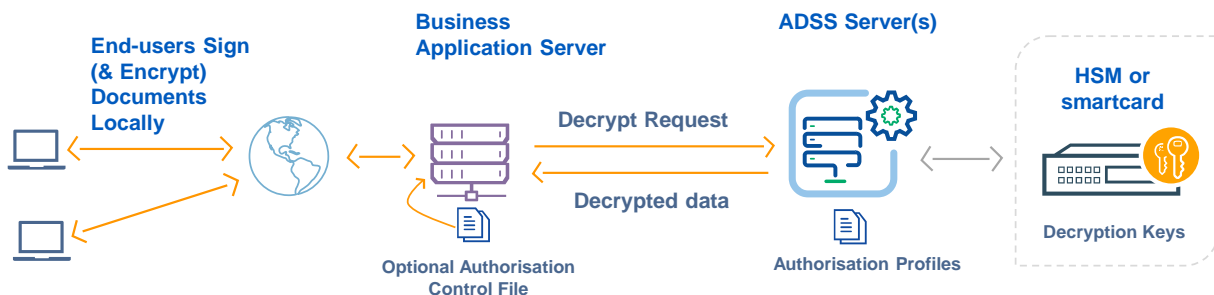 End-users Sign
(& Encrypt)
Documents
Locally
Business
Application Server
ADSS Server(s)
HSM or
smartcard
Decrypt Request
Decrypted data
Optional Authorisation
Control File
Authorisation Profiles
Decryption Keys